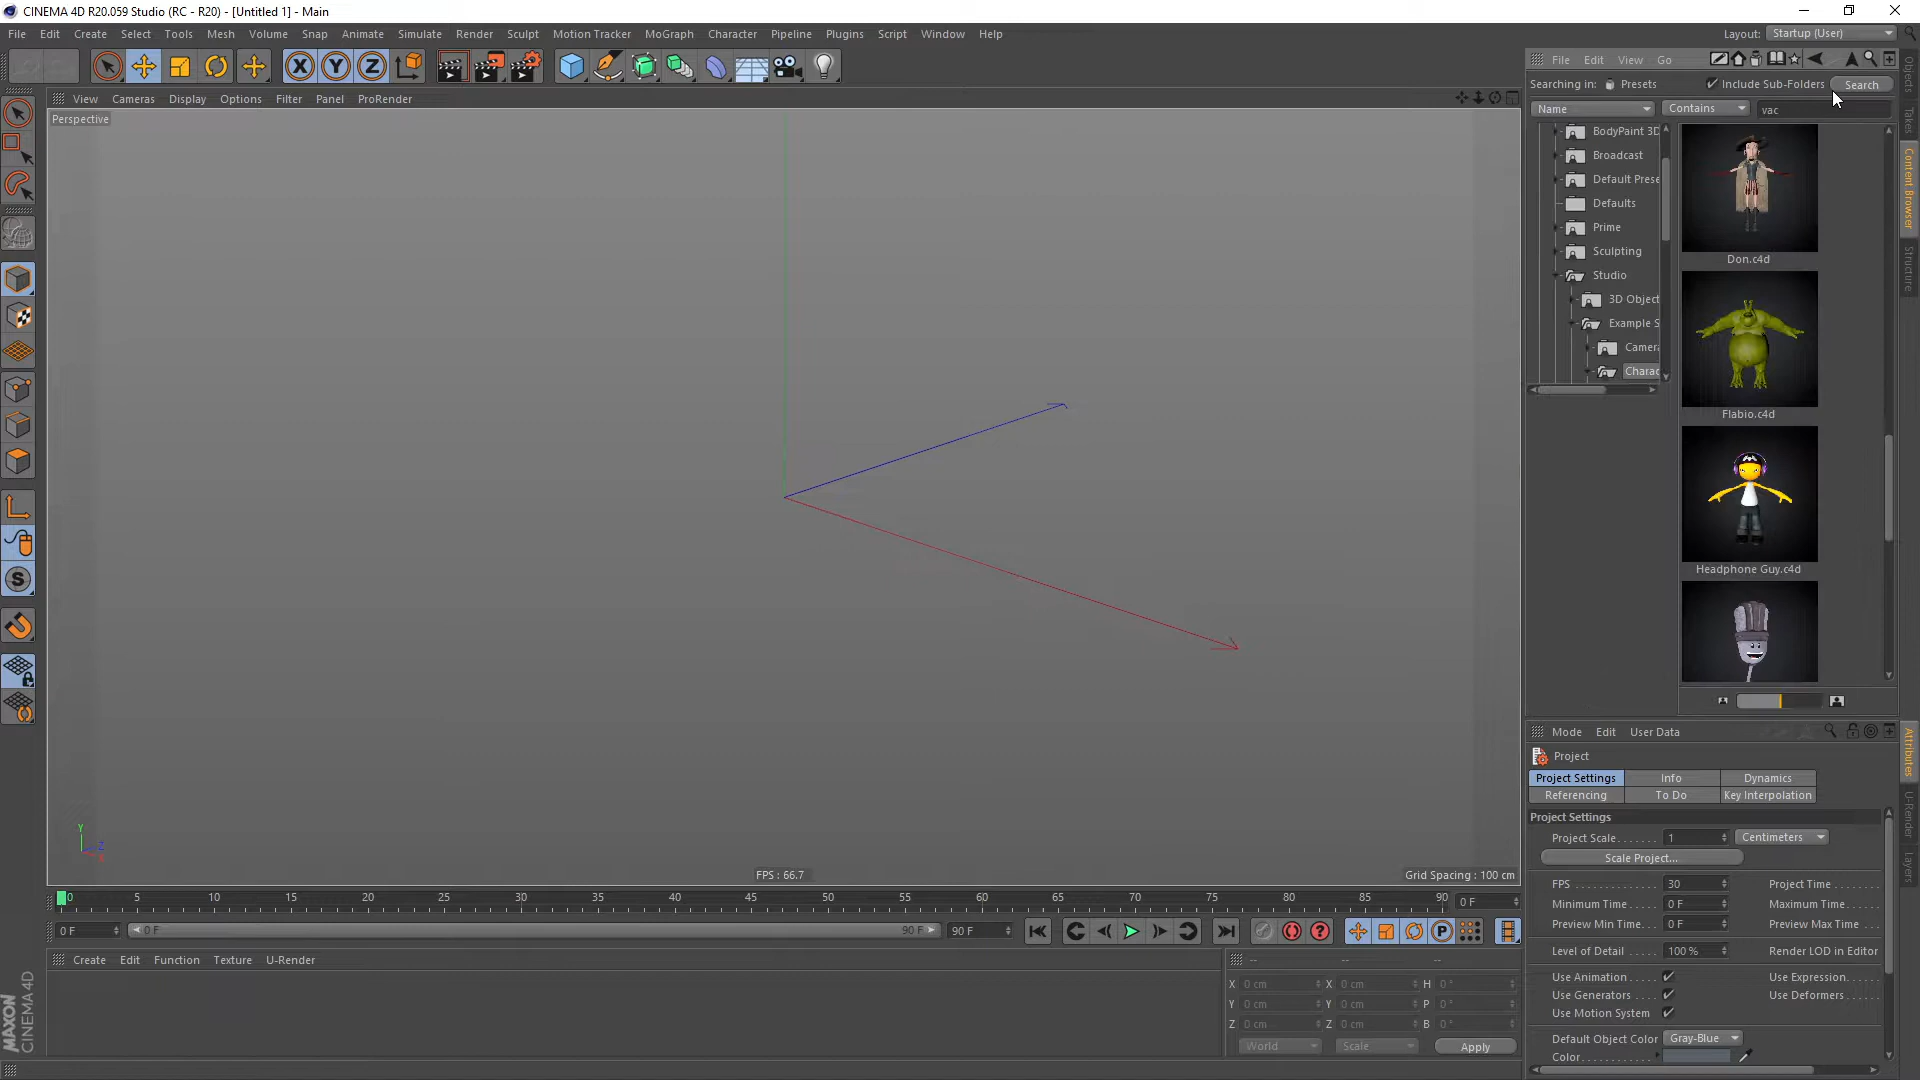 CINEMA 4D R20.059 Studio (RC - R20) - [Untitled 1] - Main
File Edit Create Select Tools Mesh Volume Snap Animate Simulate Render Sculpt Motion Tracker MoGraph Character Pipeline Plugins Script Window Help
Layout: Startup (User)
File Edit View Go
Searching in: Presets Include Sub-Folders Search
Name Contains vac
View Cameras Display Options Filter Panel ProRender
Perspective
BodyPaint 3D
Broadcast
Default Prese
Defaults
Prime
Sculpting
Studio
3D Object
Example S
Camera
Charac
Don.c4d
Flabio.c4d
Headphone Guy.c4d
Objects
Takes
Content Browser
Structure
X Y Z
S
Y
Z
X
FPS : 66.7
Grid Spacing : 100 cm
0 5 10 15 20 25 30 35 40 45 50 55 60 65 70 75 80 85 90
0 F
0 F 0 F 90 F 90 F
P
Create Edit Function Texture U-Render
-- -- --
X 0 cm X 0 cm H 0 °
Y 0 cm Y 0 cm P 0 °
Z 0 cm Z 0 cm B 0 °
World Scale Apply
MAXON
CINEMA 4D
Mode Edit User Data
Project
Project Settings Info Dynamics
Referencing To Do Key Interpolation
Project Settings
Project Scale 1 Centimeters
Scale Project...
FPS 30 Project Time
Minimum Time 0 F Maximum Time
Preview Min Time 0 F Preview Max Time
Level of Detail 100 % Render LOD in Editor
Use Animation Use Expression
Use Generators Use Deformers
Use Motion System
Default Object Color Gray-Blue
Color
Attributes
U-Render
Layers